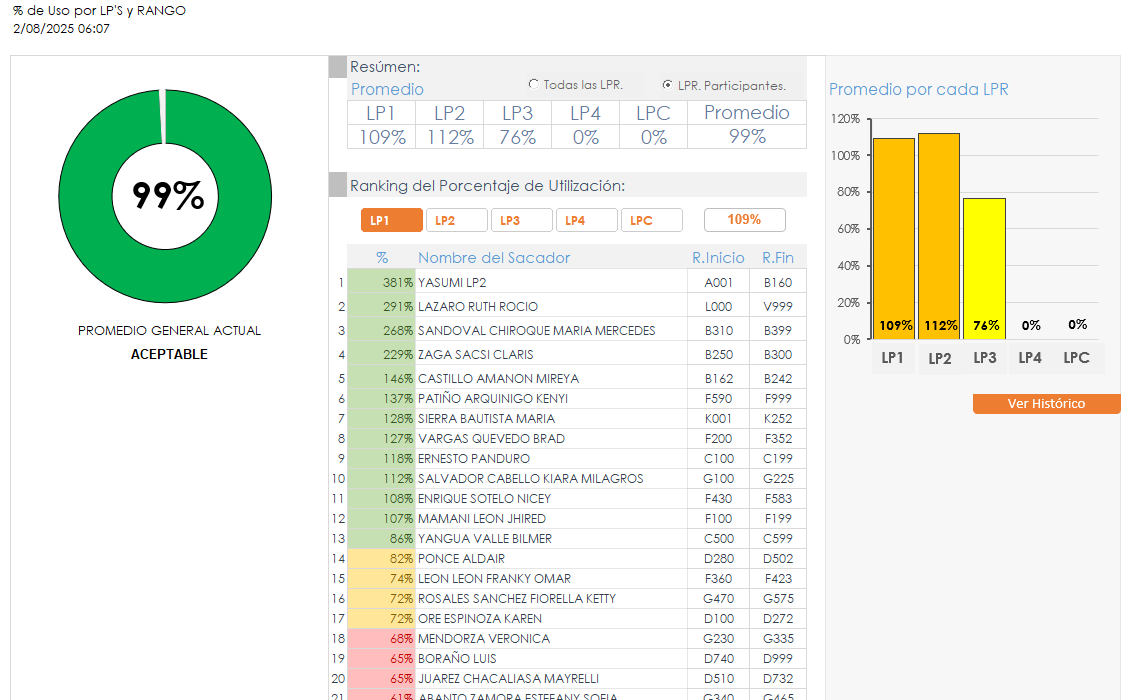 % de Uso por LP'S y RANGO
2/08/2025 06:07
99%
PROMEDIO GENERAL ACTUAL
ACEPTABLE
Resúmen:
Promedio
Todas las LPR. LPR. Participantes.
LP1 LP2 LP3 LP4 LPC Promedio
109% 112% 76% 0% 0% 99%
Ranking del Porcentaje de Utilización:
LP1 LP2 LP3 LP4 LPC 109%
% Nombre del Sacador R.Inicio R.Fin
1 381% YASUMI LP2 A001 B160
2 291% LAZARO RUTH ROCIO L000 V999
3 268% SANDOVAL CHIROQUE MARIA MERCEDES B310 B399
4 229% ZAGA SACSI CLARIS B250 B300
5 146% CASTILLO AMANON MIREYA B162 B242
6 137% PATIÑO ARQUINIGO KENYI F590 F999
7 128% SIERRA BAUTISTA MARIA K001 K252
8 127% VARGAS QUEVEDO BRAD F200 F352
9 118% ERNESTO PANDURO C100 C199
10 112% SALVADOR CABELLO KIARA MILAGROS G100 G225
11 108% ENRIQUE SOTELO NICEY F430 F583
12 107% MAMANI LEON JHIRED F100 F199
13 86% YANGUA VALLE BILMER C500 C599
14 82% PONCE ALDAIR D280 D502
15 74% LEON LEON FRANKY OMAR F360 F423
16 72% ROSALES SANCHEZ FIORELLA KETTY G470 G575
17 72% ORE ESPINOZA KAREN D100 D272
18 68% MENDORZA VERONICA G230 G335
19 65% BORAÑO LUIS D740 D999
20 65% JUAREZ CHACALIASA MAYRELLI D510 D732
21 61% ABANTO ZAMORA ESTEFANY SOFIA G340 G465
Promedio por cada LPR
120%
100%
80%
60%
40%
20%
0%
109% 112% 76% 0% 0%
LP1 LP2 LP3 LP4 LPC
Ver Histórico